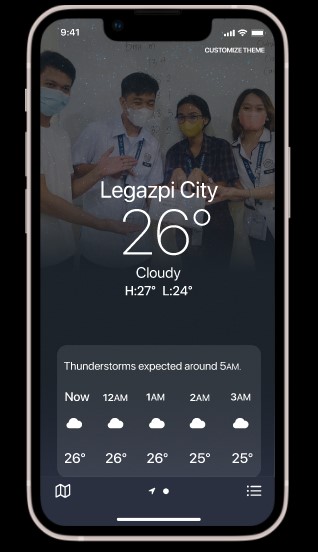 9:41
CUSTOMIZE THEME
Legazpi City
26°
Cloudy
H:27° L:24°
Thunderstorms expected around 5AM.
Now 12AM 1AM 2AM 3AM
26° 26° 26° 25° 25°